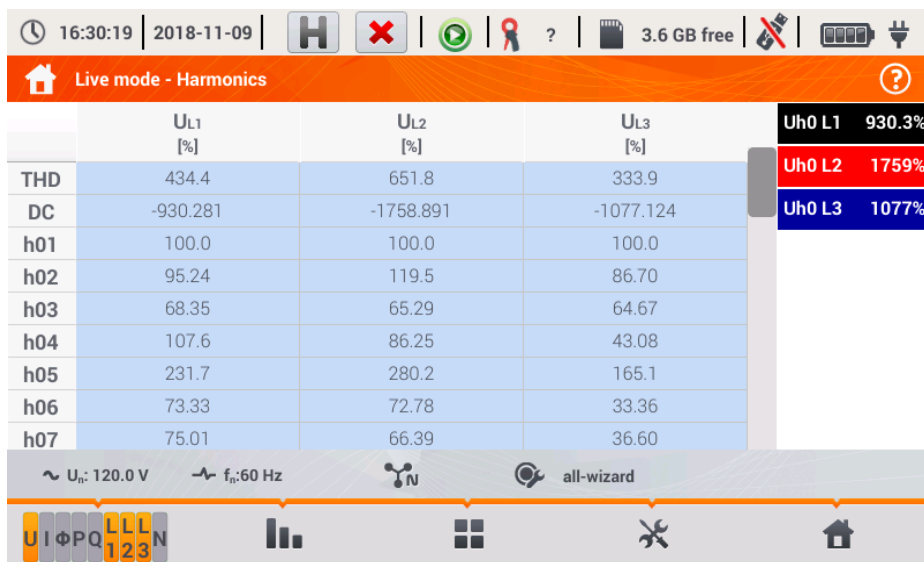 16:30:19 2018-11-09 H ? 3.6 GB free
Live mode - Harmonics ?
UL1 UL2 UL3 Uh0 L1 930.3%
[%] [%] [%]
THD 434.4 651.8 333.9 Uh0 L2 1759%
DC -930.281 -1758.891 -1077.124 Uh0 L3 1077%
h01 100.0 100.0 100.0
h02 95.24 119.5 86.70
h03 68.35 65.29 64.67
h04 107.6 86.25 43.08
h05 231.7 280.2 165.1
h06 73.33 72.78 33.36
h07 75.01 66.39 36.60
Un: 120.0 V fn:60 Hz N all-wizard
U I Φ P Q L1 L2 L3 N